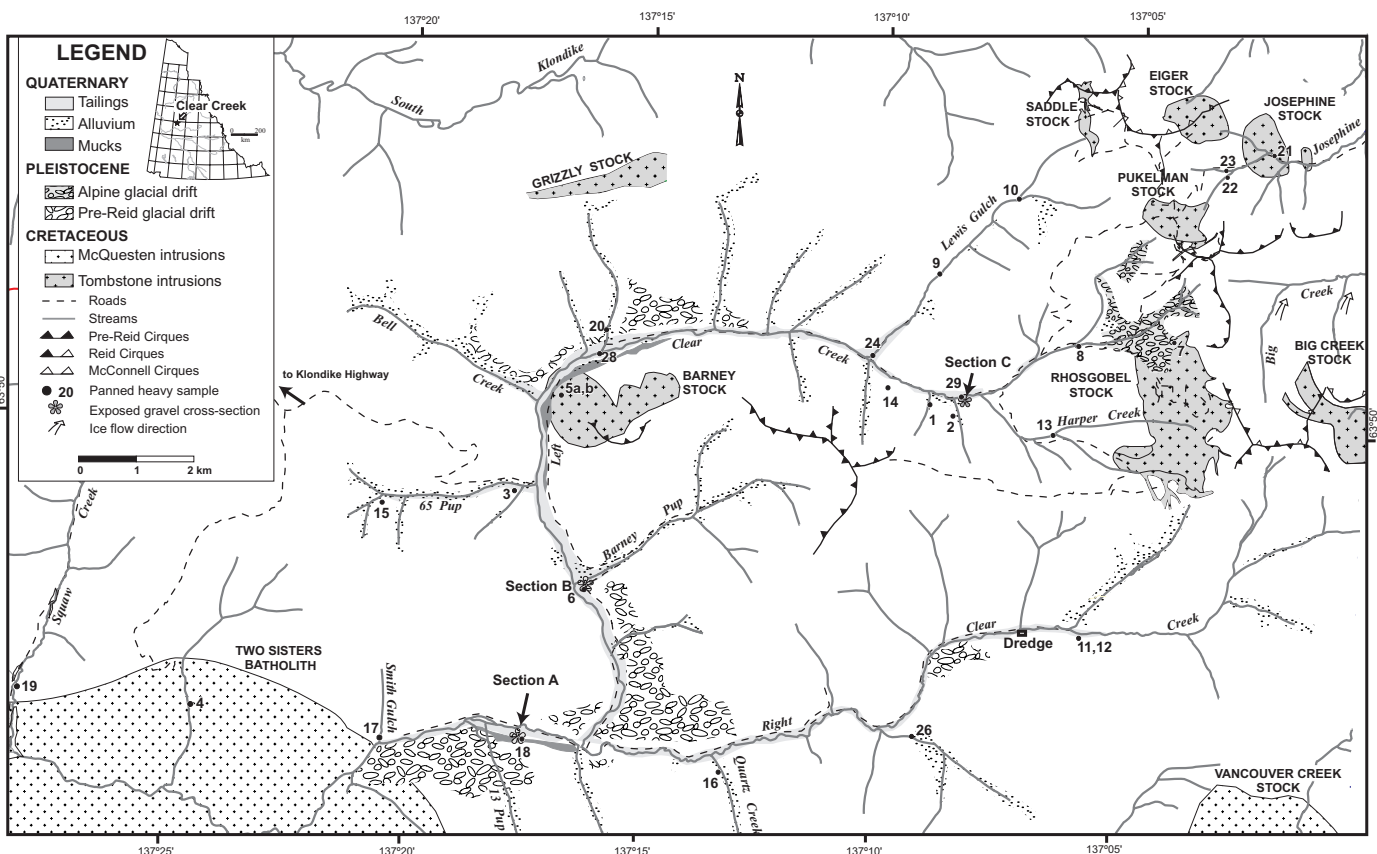 137°20'
137°15'
137°10'
137°05'
LEGEND
QUATERNARY
Tailings
Alluvium
Mucks
PLEISTOCENE
Alpine glacial drift
Pre-Reid glacial drift
CRETACEOUS
McQuesten intrusions
Tombstone intrusions
Roads
Streams
Pre-Reid Cirques
Reid Cirques
McConnell Cirques
20 Panned heavy sample
Exposed gravel cross-section
Ice flow direction
0 1 2 km
Clear Creek
0 200
km
South
Klondike
N
GRIZZLY STOCK
SADDLE
STOCK
EIGER
STOCK
JOSEPHINE
STOCK
Josephine
21
23
22
PUKELMAN
STOCK
10
Lewis Gulch
9
Creek
Big
BIG CREEK
STOCK
Bell
Creek
20
28
Clear
Creek
24
Section C
29
8
14
1
2
RHOSGOBEL
STOCK
13
Harper Creek
5a,b
BARNEY
STOCK
to Klondike Highway
63°50'
Left
3
65 Pup
15
Barney Pup
Section B
6
Creek
Squaw
19
TWO SISTERS
BATHOLITH
4
Smith Gulch
17
Section A
18
13 Pup
Right
16
Quartz Creek
26
Clear
Creek
Dredge
11,12
VANCOUVER CREEK
STOCK
137°25'
137°20'
137°15'
137°10'
137°05'